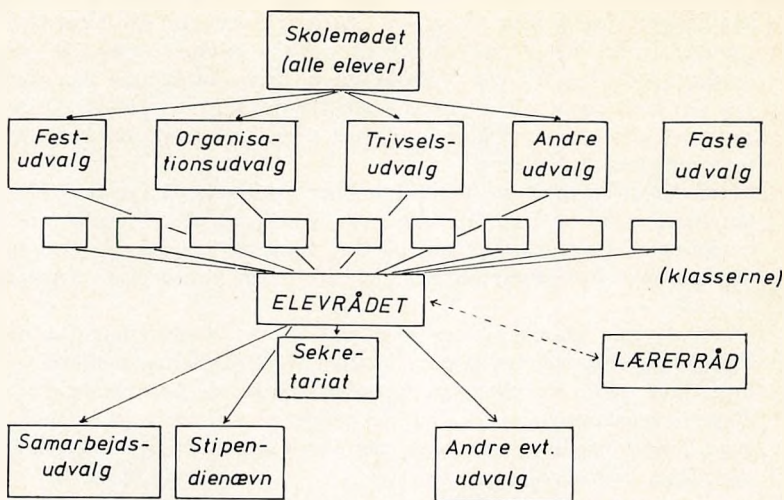 Skolemødet
(alle elever)
Fest-
udvalg
Organisa-
tionsudvalg
Trivsels-
udvalg
Andre
udvalg
Faste
udvalg
(klasserne)
ELEVRÅDET
Sekre-
tariat
LÆRERRÅD
Samarbejds-
udvalg
Stipen-
dienævn
Andre evt.
udvalg